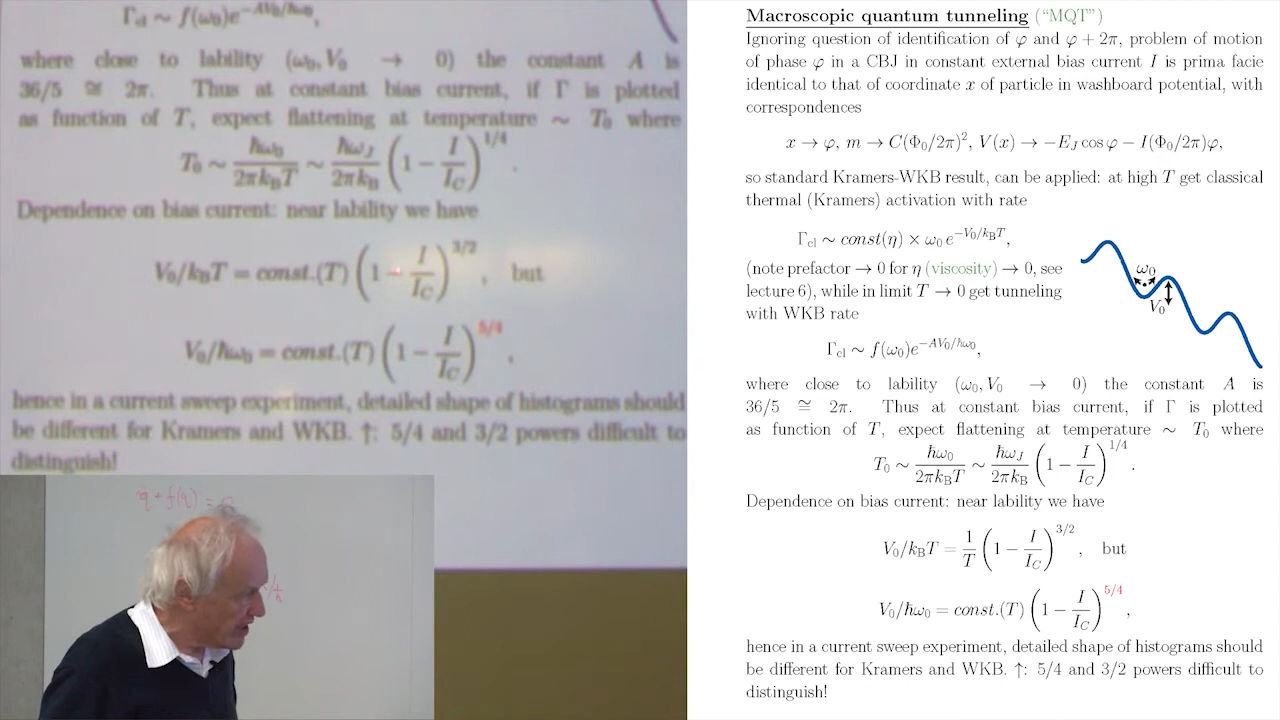 Γ_cl ∼ f(ω₀)e^{−AV₀/ħω₀},
where close to lability (ω₀, V₀ → 0) the constant A is
36/5 ≅ 2π. Thus at constant bias current, if Γ is plotted
as function of T, expect flattening at temperature ∼ T₀ where
T₀ ∼ ħω₀/2πk_BT ∼ ħω_J/2πk_B (1 − I/I_C)^{1/4}.
Dependence on bias current: near lability we have
V₀/k_BT = const.(T) (1 − I/I_C)^{3/2}, but
V₀/ħω₀ = const.(T) (1 − I/I_C)^{5/4},
hence in a current sweep experiment, detailed shape of histograms should
be different for Kramers and WKB. ↑: 5/4 and 3/2 powers difficult to
distinguish!
Macroscopic quantum tunneling (“MQT”)
Ignoring question of identification of φ and φ + 2π, problem of motion
of phase φ in a CBJ in constant external bias current I is prima facie
identical to that of coordinate x of particle in washboard potential, with
correspondences
x → φ, m → C(Φ₀/2π)², V(x) → −E_J cos φ − I(Φ₀/2π)φ,
so standard Kramers-WKB result, can be applied: at high T get classical
thermal (Kramers) activation with rate
Γ_cl ∼ const(η) × ω₀ e^{−V₀/k_BT},
(note prefactor → 0 for η (viscosity) → 0, see
lecture 6), while in limit T → 0 get tunneling
with WKB rate
ω₀
V₀
Γ_cl ∼ f(ω₀)e^{−AV₀/ħω₀},
where close to lability (ω₀, V₀ → 0) the constant A is
36/5 ≅ 2π. Thus at constant bias current, if Γ is plotted
as function of T, expect flattening at temperature ∼ T₀ where
T₀ ∼ ħω₀/2πk_BT ∼ ħω_J/2πk_B (1 − I/I_C)^{1/4}.
Dependence on bias current: near lability we have
V₀/k_BT = 1/T (1 − I/I_C)^{3/2}, but
V₀/ħω₀ = const.(T) (1 − I/I_C)^{5/4},
hence in a current sweep experiment, detailed shape of histograms should
be different for Kramers and WKB. ↑: 5/4 and 3/2 powers difficult to
distinguish!